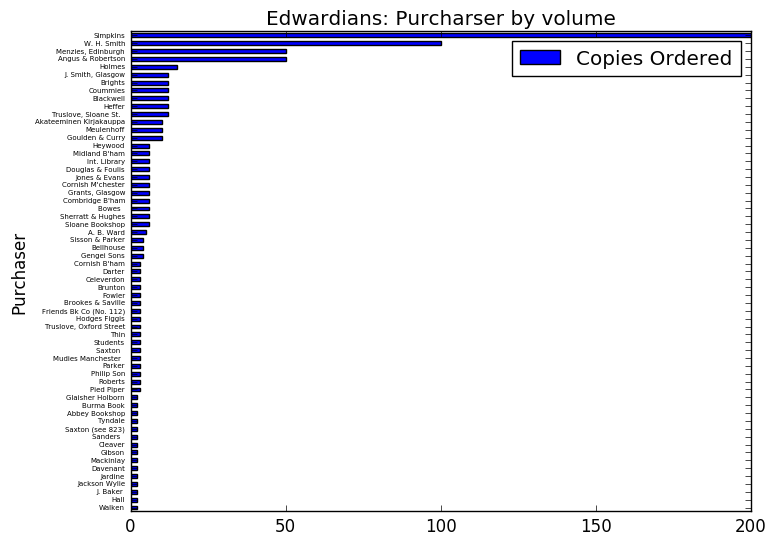 Edwardians: Purcharser by volume
Copies Ordered
Purchaser
Simpkins
W. H. Smith
Menzies, Edinburgh
Angus & Robertson
Holmes
J. Smith, Glasgow
Brights
Coummies
Blackwell
Heffer
Truslove, Sloane St.
Akateeminen Kirjakauppa
Meulenhoff
Goulden & Curry
Heywood
Midland B'ham
Int. Library
Douglas & Foulis
Jones & Evans
Cornish M'chester
Grants, Glasgow
Combridge B'ham
Bowes
Sherratt & Hughes
Sloane Bookshop
A. B. Ward
Sisson & Parker
Bellhouse
Gengel Sons
Cornish B'ham
Darter
Celeverdon
Brunton
Fowler
Brookes & Saville
Friends Bk Co (No. 112)
Hodges Figgis
Truslove, Oxford Street
Thin
Students
Saxton
Mudies Manchester
Parker
Philip Son
Roberts
Pied Piper
Glaisher Holborn
Burma Book
Abbey Bookshop
Tyndale
Saxton (see 823)
Sanders
Cleaver
Gibson
Mackinlay
Davenant
Jardine
Jackson Wylie
J. Baker
Hall
Walken
0 50 100 150 200